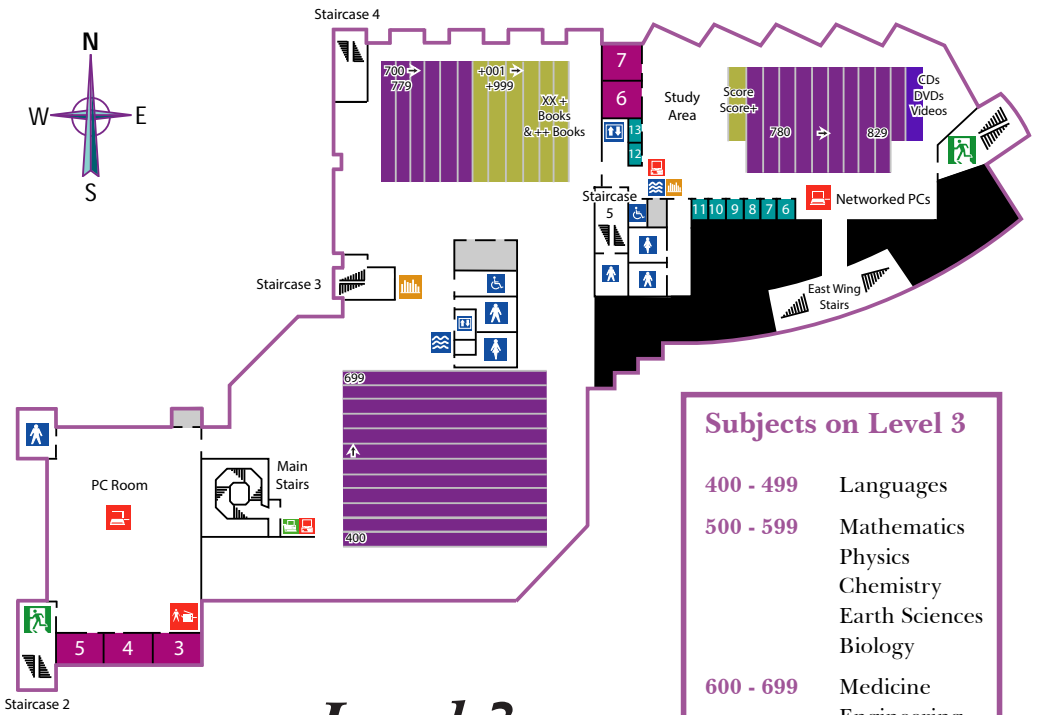 Staircase 4
N
W
E
S
700 →
779
+001 →
+999
XX +
Books
& ++ Books
7
6
13
12
Study
Area
Score
Score+
780 → 829
CDs
DVDs
Videos
Staircase
5
11 10 9 8 7 6
Networked PCs
East Wing
Stairs
Staircase 3
699
400
Main
Stairs
PC Room
5 4 3
Staircase 2
Subjects on Level 3
400 - 499 Languages
500 - 599 Mathematics
Physics
Chemistry
Earth Sciences
Biology
600 - 699 Medicine
Engineering
Level 3